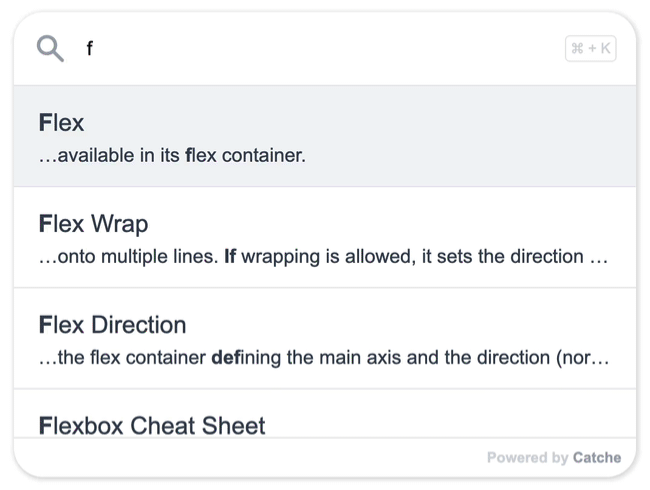 f
⌘ + K
Flex
…available in its flex container.
Flex Wrap
…onto multiple lines. If wrapping is allowed, it sets the direction …
Flex Direction
…the flex container defining the main axis and the direction (nor…
Flexbox Cheat Sheet
Powered by Catche